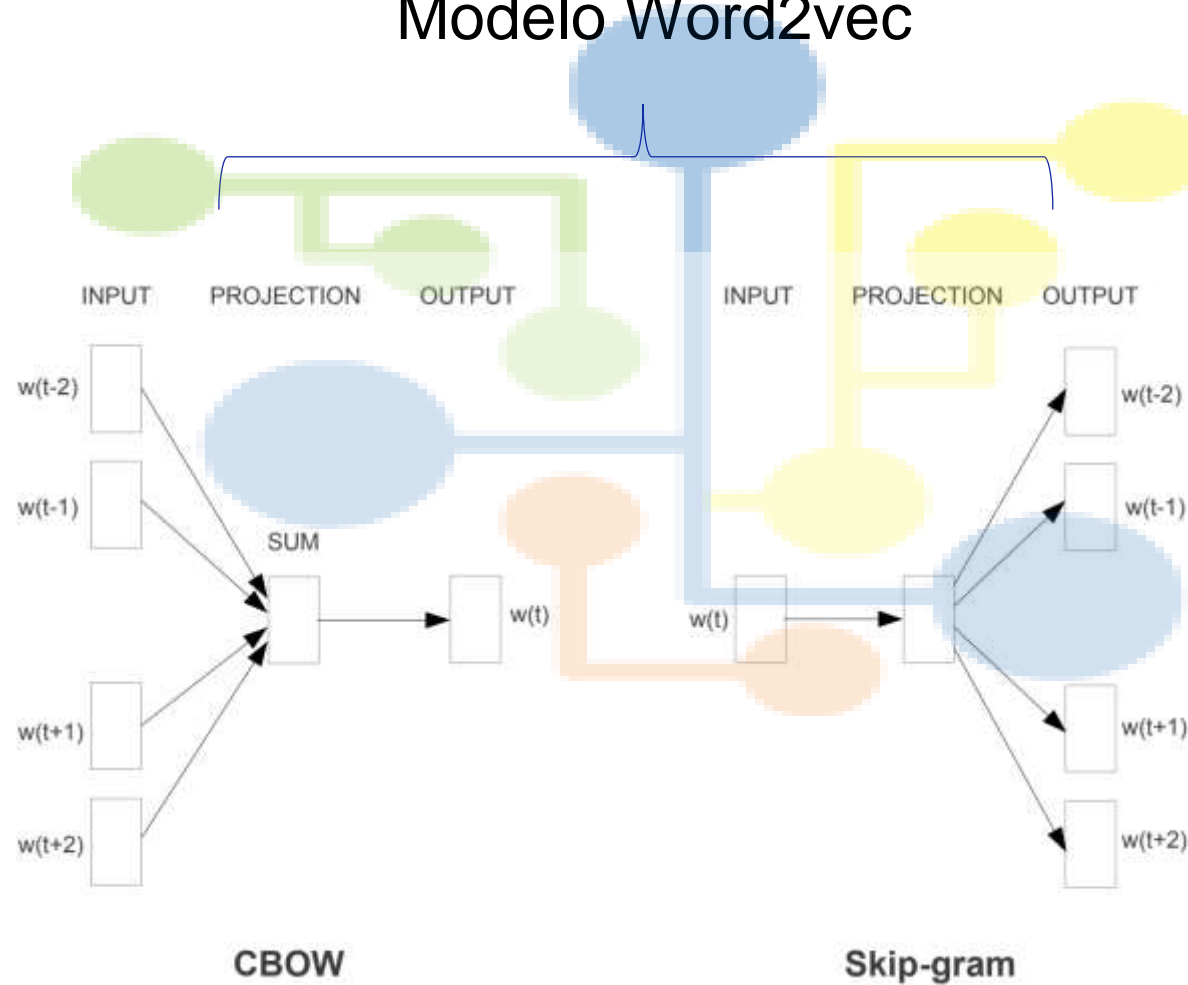 Modelo Word2vec
INPUT PROJECTION OUTPUT
w(t-2)
w(t-1)
SUM
w(t)
w(t+1)
w(t+2)
CBOW
INPUT PROJECTION OUTPUT
w(t-2)
w(t-1)
w(t)
w(t+1)
w(t+2)
Skip-gram